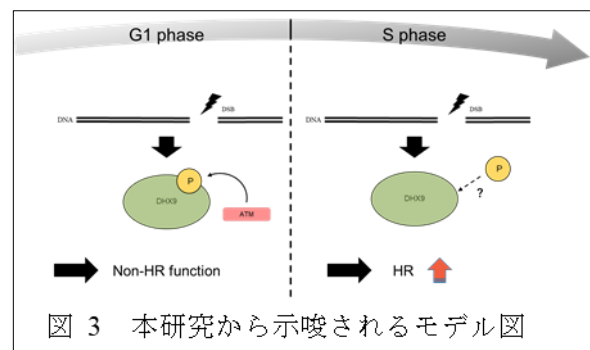 G1 phase
S phase
DSB
DNA
DSB
DNA
P
DHX9
ATM
P
?
DHX9
Non-HR function
HR
図 3 本研究から示唆されるモデル図